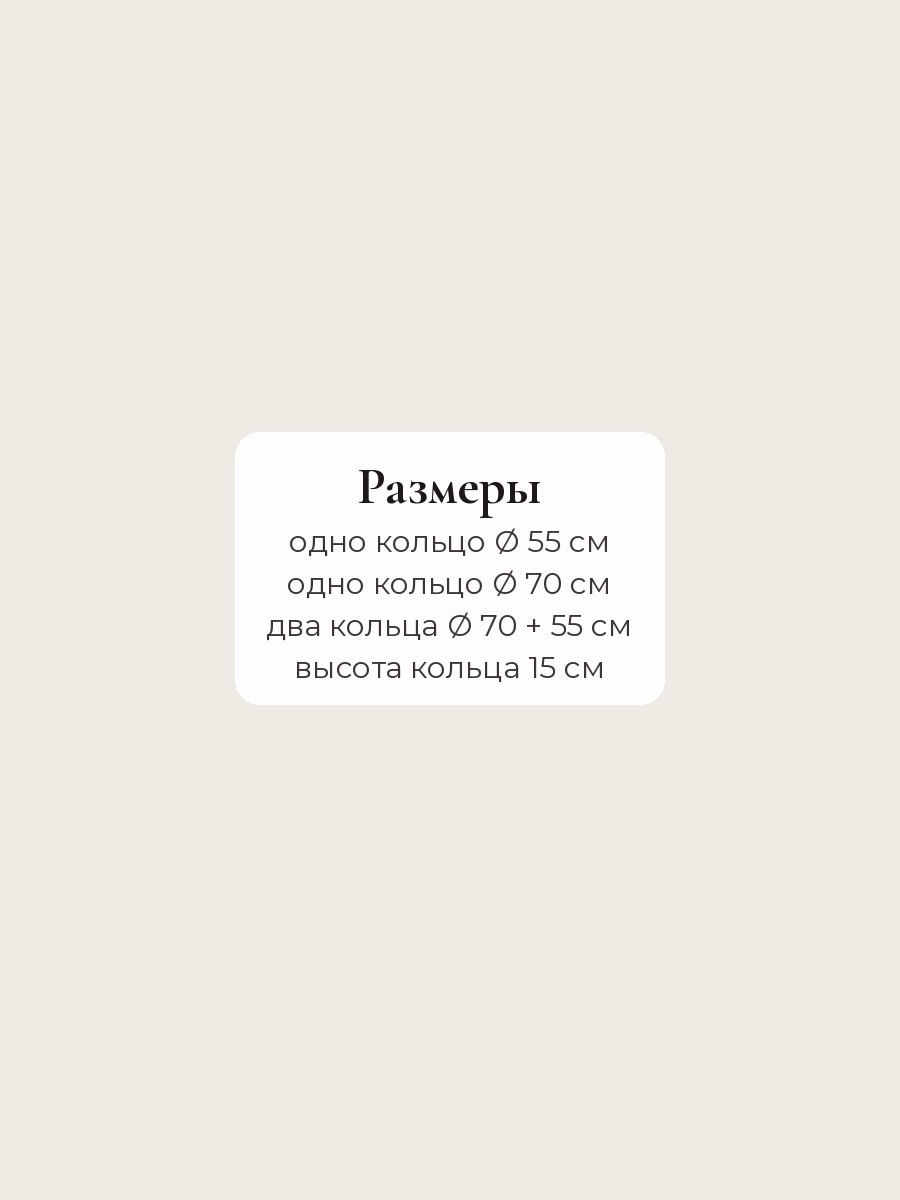 Размеры
одно кольцо Ø 55 см
одно кольцо Ø 70 см
два кольца Ø 70 + 55 см
высота кольца 15 см